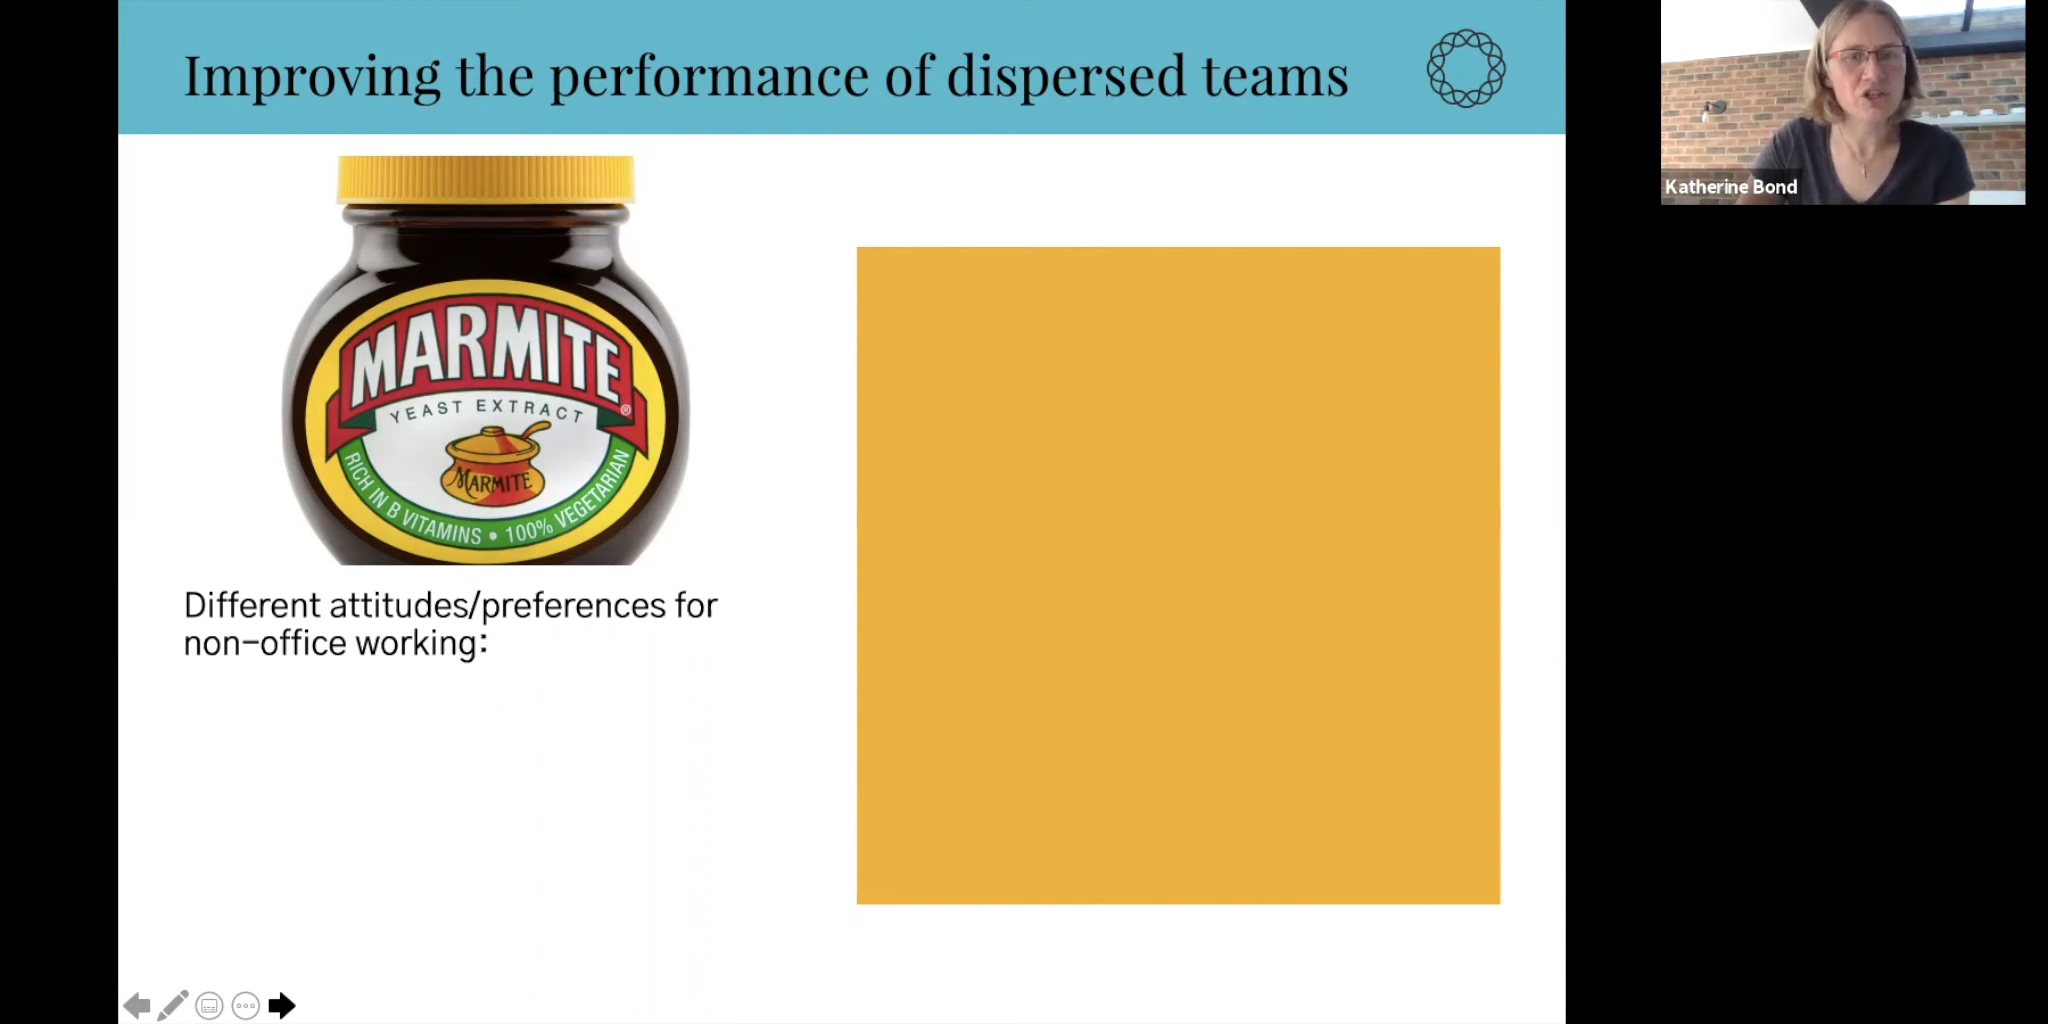 Improving the performance of dispersed teams
MARMITE®
YEAST EXTRACT
MARMITE
RICH IN B VITAMINS • 100% VEGETARIAN
Different attitudes/preferences for
non-office working:
Katherine Bond